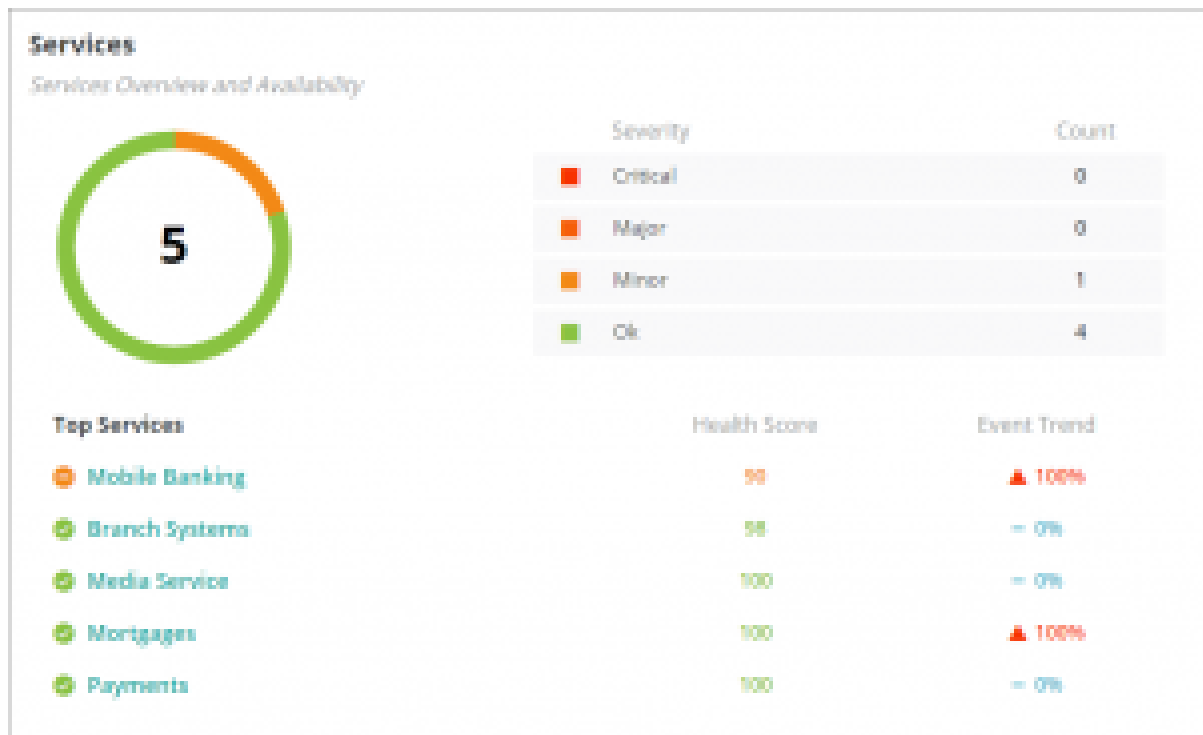 Services
Services Overview and Availability
Severity Count
Critical 0
Major 0
5
Minor 1
Ok 4
Top Services Health Score Event Trend
Mobile Banking 90 100%
Branch Systems 98 0%
Media Service 100 0%
Mortgages 100 100%
Payments 100 0%